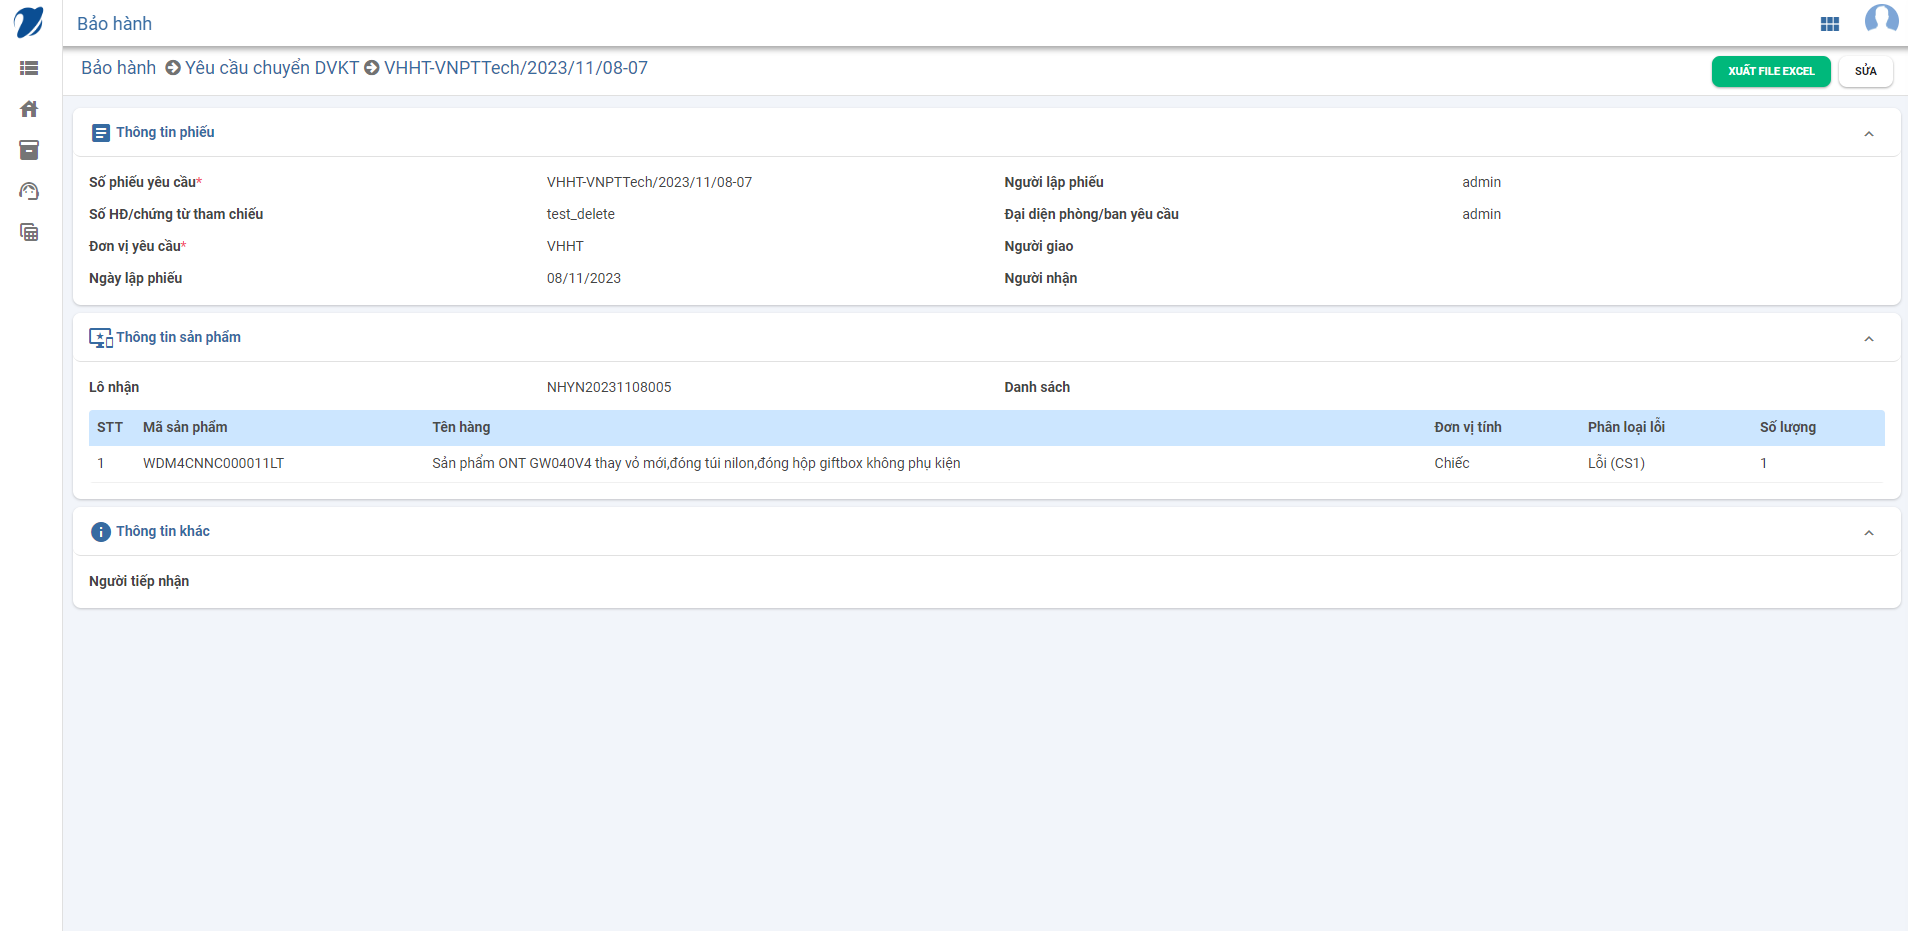 Bảo hành
Bảo hành Yêu cầu chuyển DVKT VHHT-VNPTTech/2023/11/08-07
XUẤT FILE EXCEL SỬA
Thông tin phiếu
Số phiếu yêu cầu* VHHT-VNPTTech/2023/11/08-07 Người lập phiếu admin
Số HĐ/chứng từ tham chiếu test_delete Đại diện phòng/ban yêu cầu admin
Đơn vị yêu cầu* VHHT Người giao
Ngày lập phiếu 08/11/2023 Người nhận
Thông tin sản phẩm
Lô nhận NHYN20231108005 Danh sách
STT Mã sản phẩm Tên hàng Đơn vị tính Phân loại lỗi Số lượng
1 WDM4CNNC000011LT Sản phẩm ONT GW040V4 thay vỏ mới,đóng túi nilon,đóng hộp giftbox không phụ kiện Chiếc Lỗi (CS1) 1
Thông tin khác
Người tiếp nhận